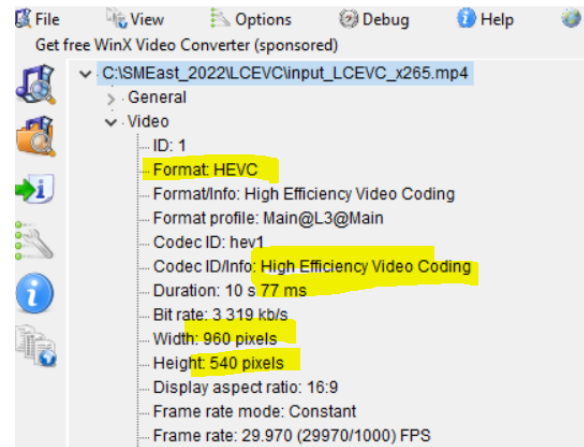 File View Options Debug Help
Get free WinX Video Converter (sponsored)
C:\SMEast_2022\LCEVC\input_LCEVC_x265.mp4
General
Video
ID: 1
Format: HEVC
Format/Info: High Efficiency Video Coding
Format profile: Main@L3@Main
Codec ID: hev1
Codec ID/Info: High Efficiency Video Coding
Duration: 10 s 77 ms
Bit rate: 3 319 kb/s
Width: 960 pixels
Height: 540 pixels
Display aspect ratio: 16:9
Frame rate mode: Constant
Frame rate: 29.970 (29970/1000) FPS